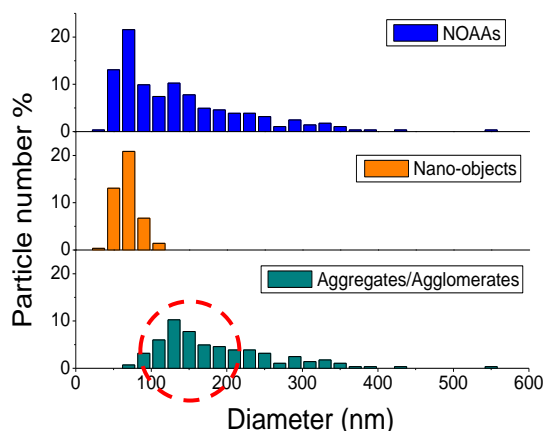 NOAAs
20
10
0
Nano-objects
20
10
0
Aggregates/Agglomerates
20
10
0
0 100 200 300 400 500 600
Particle number %
Diameter (nm)